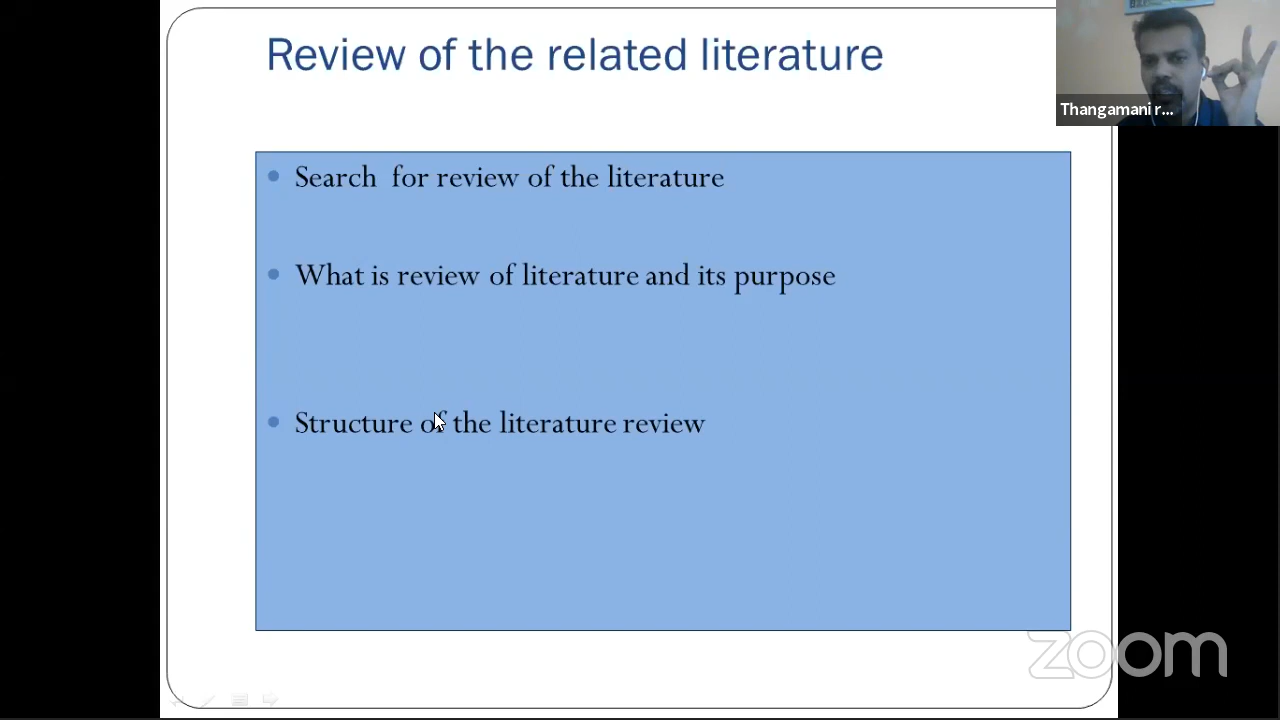 Review of the related literature
Thangamani r...
Search for review of the literature
What is review of literature and its purpose
Structure of the literature review
zoom